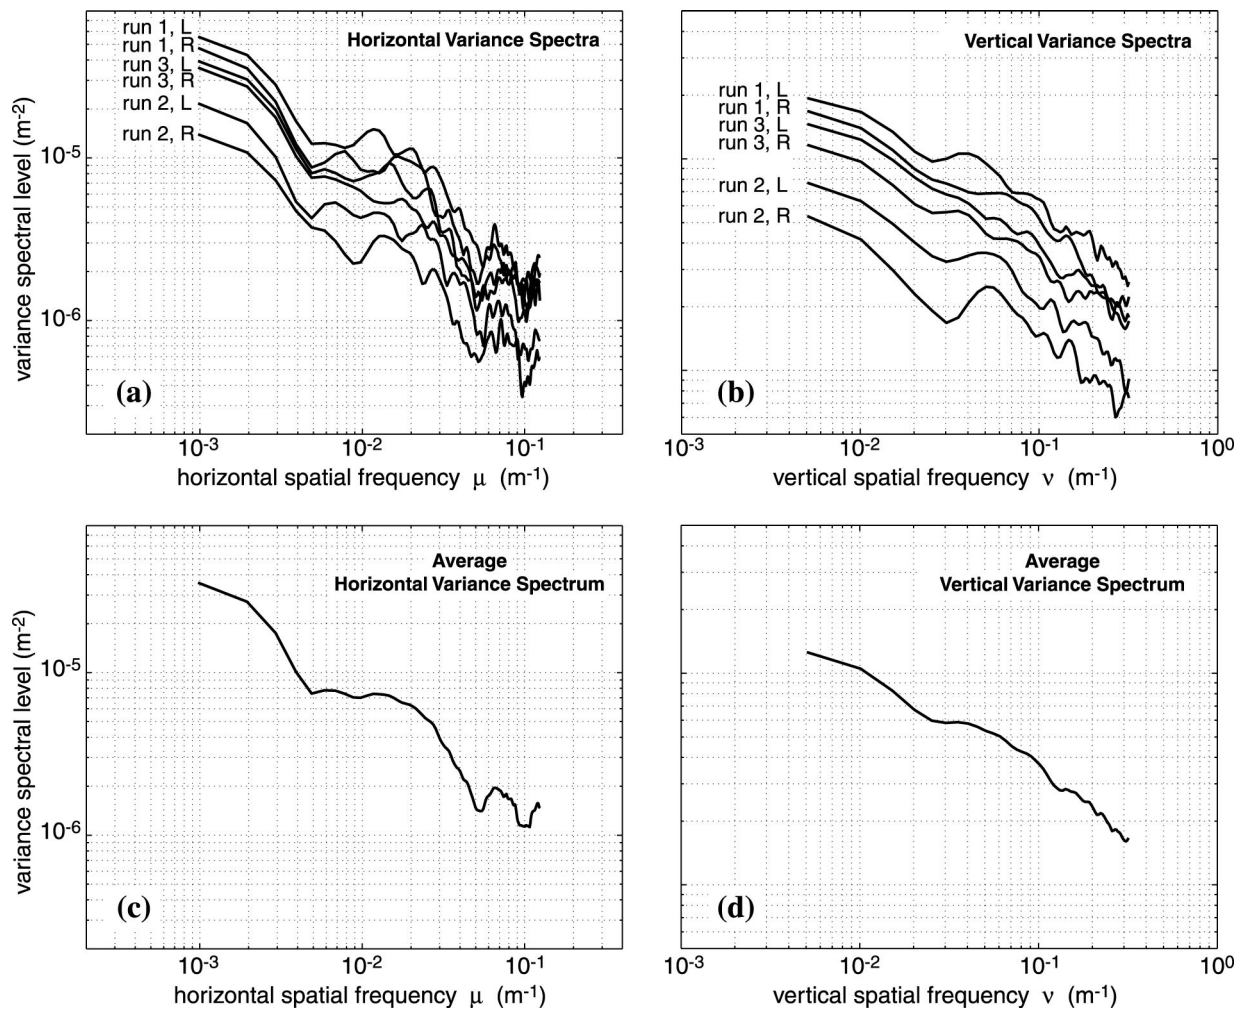 Horizontal Variance Spectra
run 1, L
run 1, R
run 3, L
run 3, R
run 2, L
run 2, R
variance spectral level (m-2)
10-5
10-6
(a)
10-3
10-2
10-1
horizontal spatial frequency μ (m-1)
Vertical Variance Spectra
run 1, L
run 1, R
run 3, L
run 3, R
run 2, L
run 2, R
(b)
10-3
10-2
10-1
100
vertical spatial frequency ν (m-1)
Average
Horizontal Variance Spectrum
variance spectral level (m-2)
10-5
10-6
(c)
10-3
10-2
10-1
horizontal spatial frequency μ (m-1)
Average
Vertical Variance Spectrum
(d)
10-3
10-2
10-1
100
vertical spatial frequency ν (m-1)